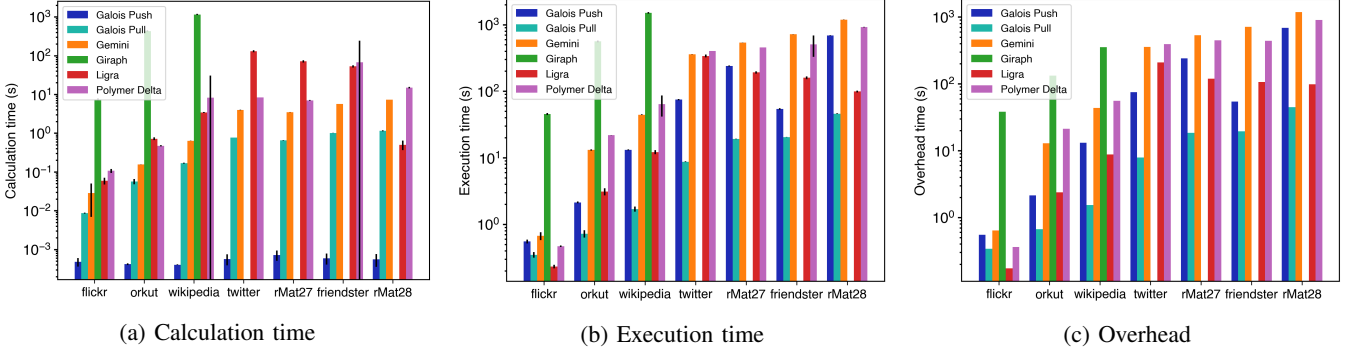 Calculation time (s)
10³
10²
10¹
10⁰
10⁻¹
10⁻²
10⁻³
Galois Push
Galois Pull
Gemini
Giraph
Ligra
Polymer Delta
flickr orkut wikipedia twitter rMat27 friendster rMat28
(a) Calculation time
Execution time (s)
10³
10²
10¹
10⁰
Galois Push
Galois Pull
Gemini
Giraph
Ligra
Polymer Delta
flickr orkut wikipedia twitter rMat27 friendster rMat28
(b) Execution time
Overhead time (s)
10³
10²
10¹
10⁰
Galois Push
Galois Pull
Gemini
Giraph
Ligra
Polymer Delta
flickr orkut wikipedia twitter rMat27 friendster rMat28
(c) Overhead